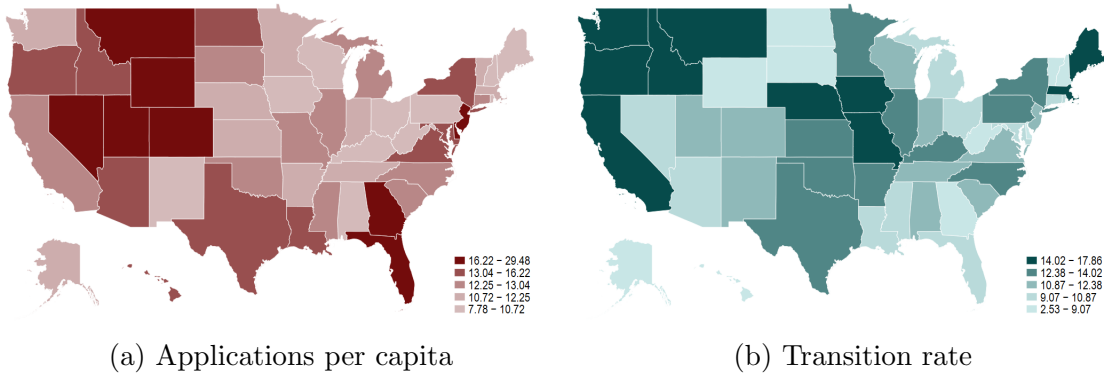 16.22 – 29.48
13.04 – 16.22
12.25 – 13.04
10.72 – 12.25
7.78 – 10.72
14.02 – 17.86
12.38 – 14.02
10.87 – 12.38
9.07 – 10.87
2.53 – 9.07
(a) Applications per capita
(b) Transition rate